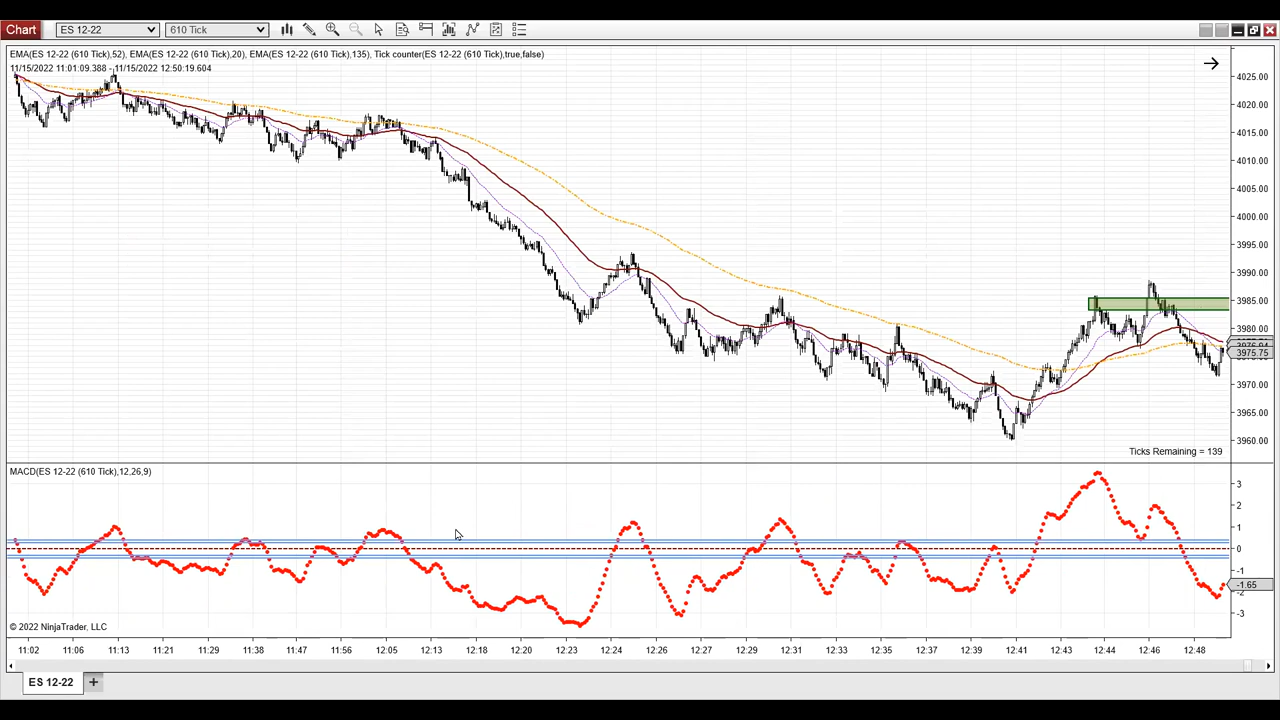 Chart ES 12-22 610 Tick
EMA(ES 12-22 (610 Tick),52), EMA(ES 12-22 (610 Tick),20), EMA(ES 12-22 (610 Tick),135), Tick counter(ES 12-22 (610 Tick),true,false)
11/15/2022 11:01:09.388 - 11/15/2022 12:50:19.604
4025.00
4020.00
4015.00
4010.00
4005.00
4000.00
3995.00
3990.00
3985.00
3980.00
3975.75
3970.00
3965.00
3960.00
Ticks Remaining = 139
MACD(ES 12-22 (610 Tick),12,26,9)
3
2
1
0
-1
-1.65
-2
-3
© 2022 NinjaTrader, LLC
11:02 11:06 11:13 11:21 11:29 11:38 11:46 11:56 12:05 12:13 12:18 12:20 12:23 12:24 12:26 12:29 12:30 12:31 12:33 12:35 12:37 12:39 12:41 12:43 12:44 12:46 12:48
ES 12-22